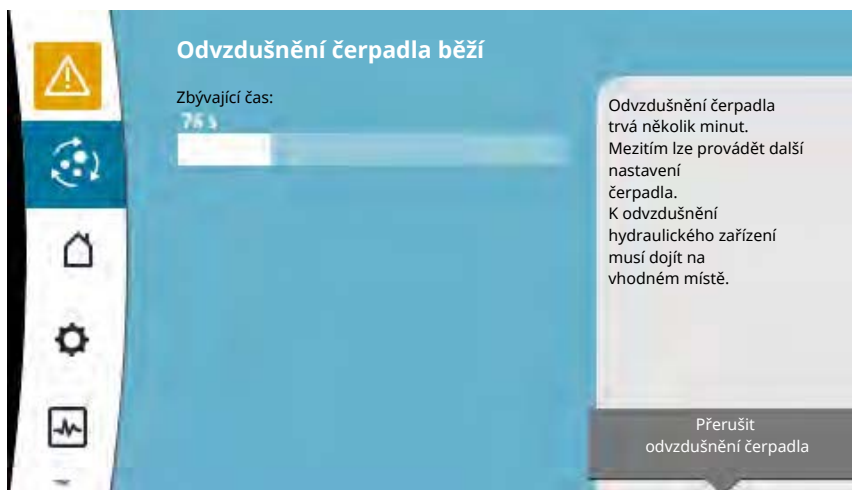 Odvzdušnění čerpadla běží
Zbývající čas:
76 s
Odvzdušnění čerpadla
trvá několik minut.
Mezitím lze provádět další
nastavení
čerpadla.
K odvzdušnění
hydraulického zařízení
musí dojít na
vhodném místě.
Přerušit
odvzdušnění čerpadla